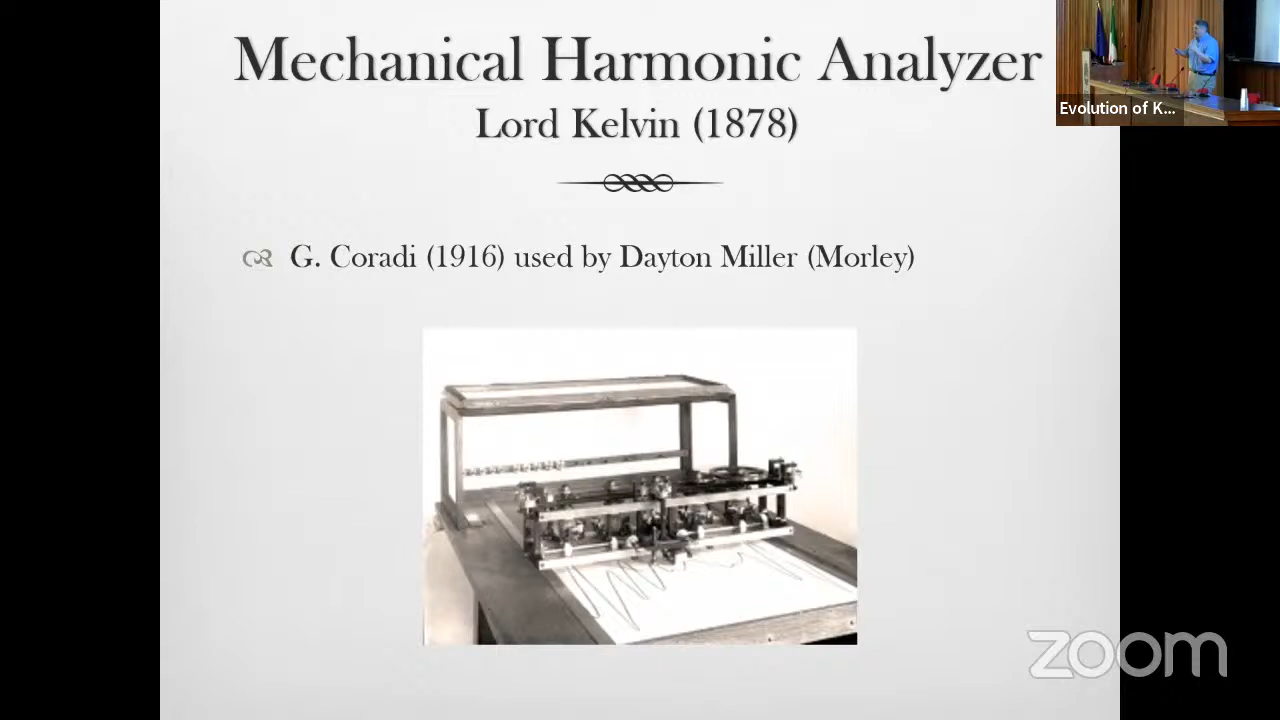 Mechanical Harmonic Analyzer
Lord Kelvin (1878)
G. Coradi (1916) used by Dayton Miller (Morley)
Evolution of K...
zoom